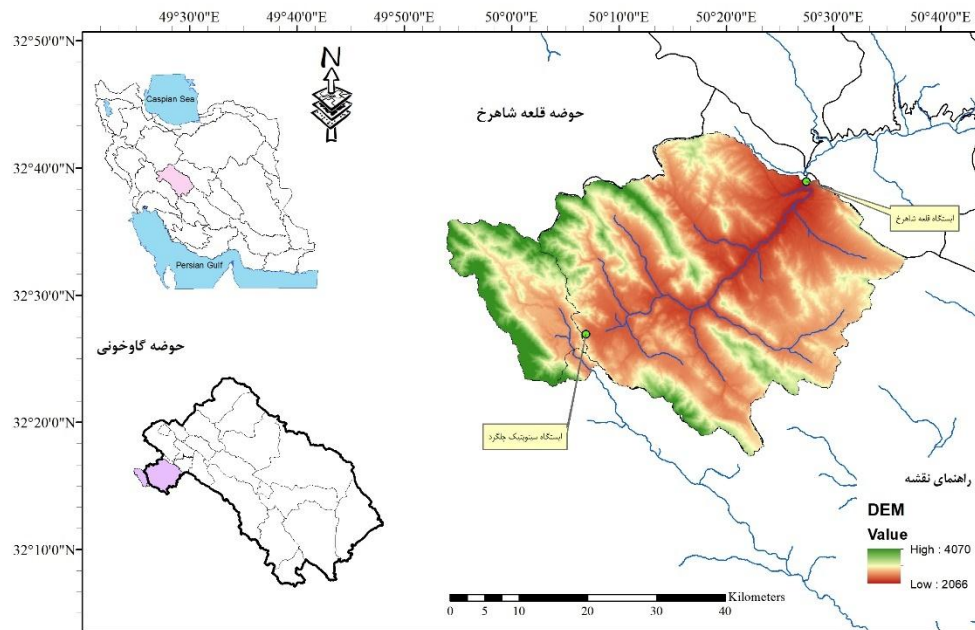 49°30'0"E 49°40'0"E 49°50'0"E 50°0'0"E 50°10'0"E 50°20'0"E 50°30'0"E 50°40'0"E
32°50'0"N
32°40'0"N
32°30'0"N
32°20'0"N
32°10'0"N
Caspian Sea
Persian Gulf
N
حوضه قلعه شاهرخ
ایستگاه قلعه شاهرخ
حوضه گاوخونی
ایستگاه سینوپتیک چلگرد
راهنمای نقشه
DEM
Value
High : 4070
Low : 2066
Kilometers
0 5 10 20 30 40